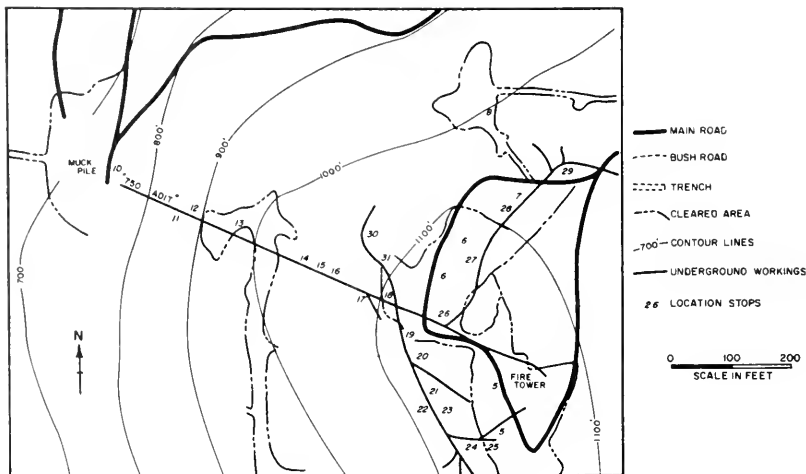 MUCK
PILE
N
10
"750
ADIT"
11
12
13
14
15
16
17
18
19
20
21
22
23
24
25
26
27
28
29
30
31
5
5
6
6
7
8
700'
800'
900'
1000'
1100'
1100'
FIRE
TOWER
MAIN ROAD
BUSH ROAD
TRENCH
CLEARED AREA
700' CONTOUR LINES
UNDERGROUND WORKINGS
26 LOCATION STOPS
0 100 200
SCALE IN FEET